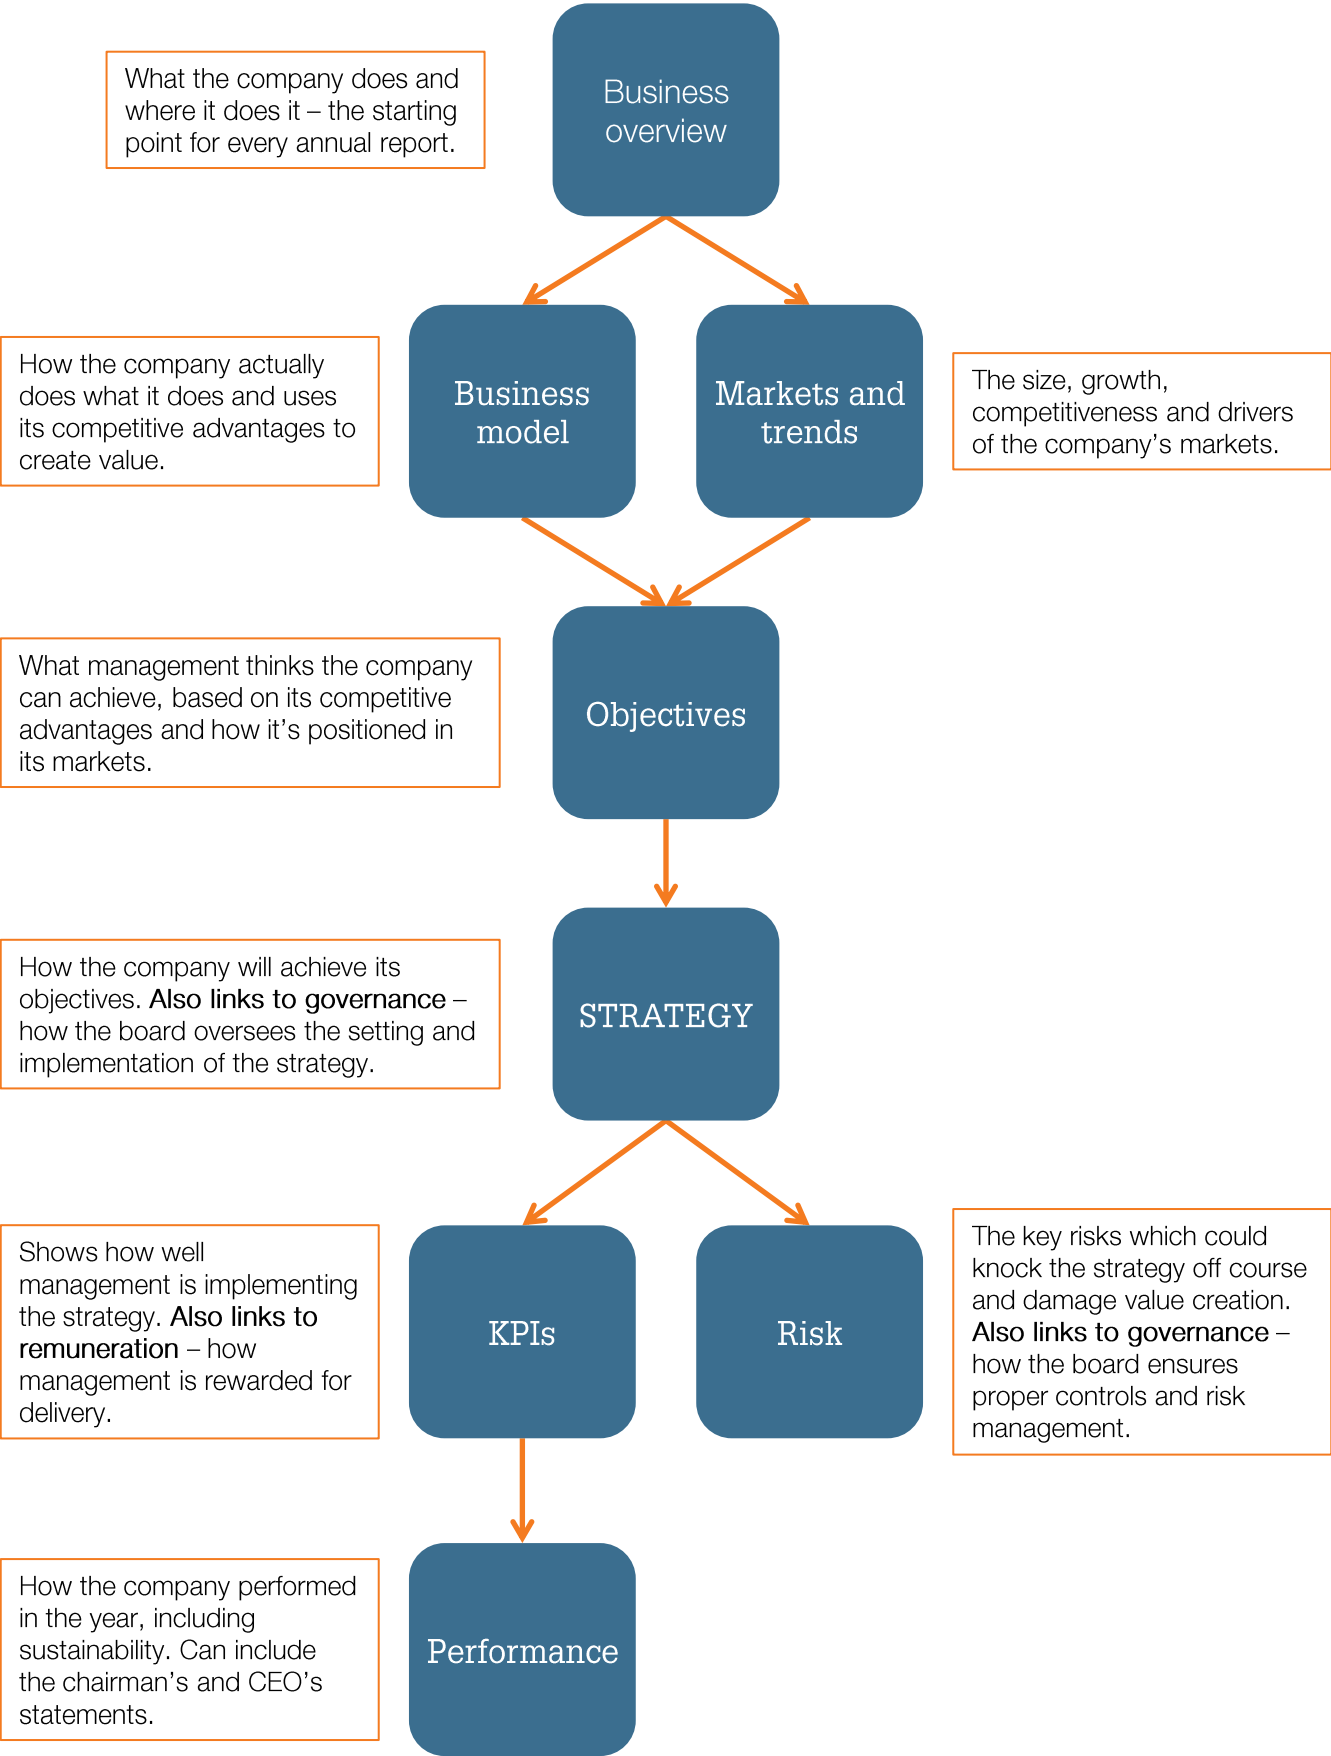 What the company does and
where it does it – the starting
point for every annual report.
Business
overview
How the company actually
does what it does and uses
its competitive advantages to
create value.
Business
model
Markets and
trends
The size, growth,
competitiveness and drivers
of the company’s markets.
What management thinks the company
can achieve, based on its competitive
advantages and how it’s positioned in
its markets.
Objectives
How the company will achieve its
objectives. Also links to governance –
how the board oversees the setting and
implementation of the strategy.
STRATEGY
Shows how well
management is implementing
the strategy. Also links to
remuneration – how
management is rewarded for
delivery.
KPIs
Risk
The key risks which could
knock the strategy off course
and damage value creation.
Also links to governance –
how the board ensures
proper controls and risk
management.
How the company performed
in the year, including
sustainability. Can include
the chairman’s and CEO’s
statements.
Performance